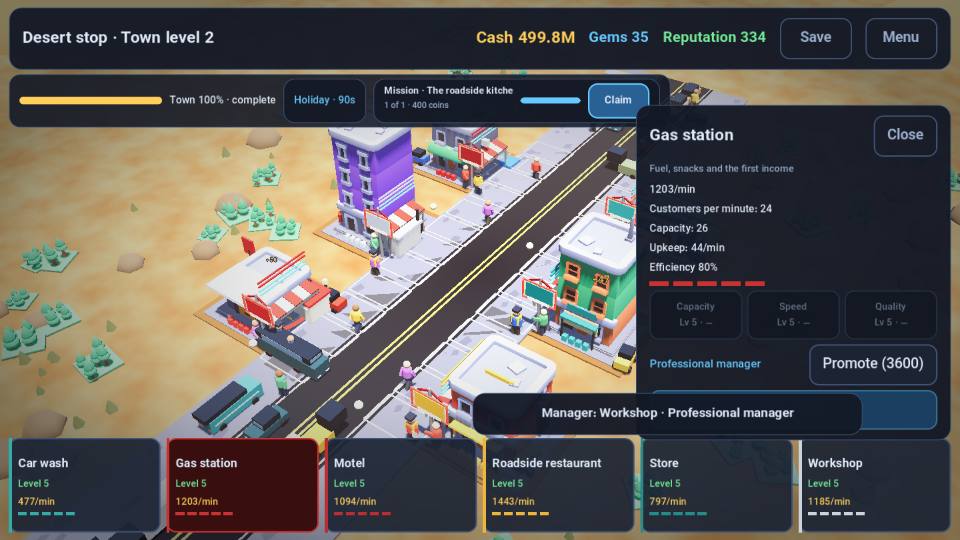 Desert stop · Town level 2
Cash 499.8M
Gems 35
Reputation 334
Save
Menu
Town 100% · complete
Holiday · 90s
Mission · The roadside kitche
1 of 1 · 400 coins
Claim
Gas station
Close
Fuel, snacks and the first income
1203/min
Customers per minute: 24
Capacity: 26
Upkeep: 44/min
Efficiency 80%
Capacity
Lv 5 · –
Speed
Lv 5 · –
Quality
Lv 5 · –
Professional manager
Promote (3600)
Manager: Workshop · Professional manager
Car wash
Level 5
477/min
Gas station
Level 5
1203/min
Motel
Level 5
1094/min
Roadside restaurant
Level 5
1443/min
Store
Level 5
797/min
Workshop
Level 5
1185/min